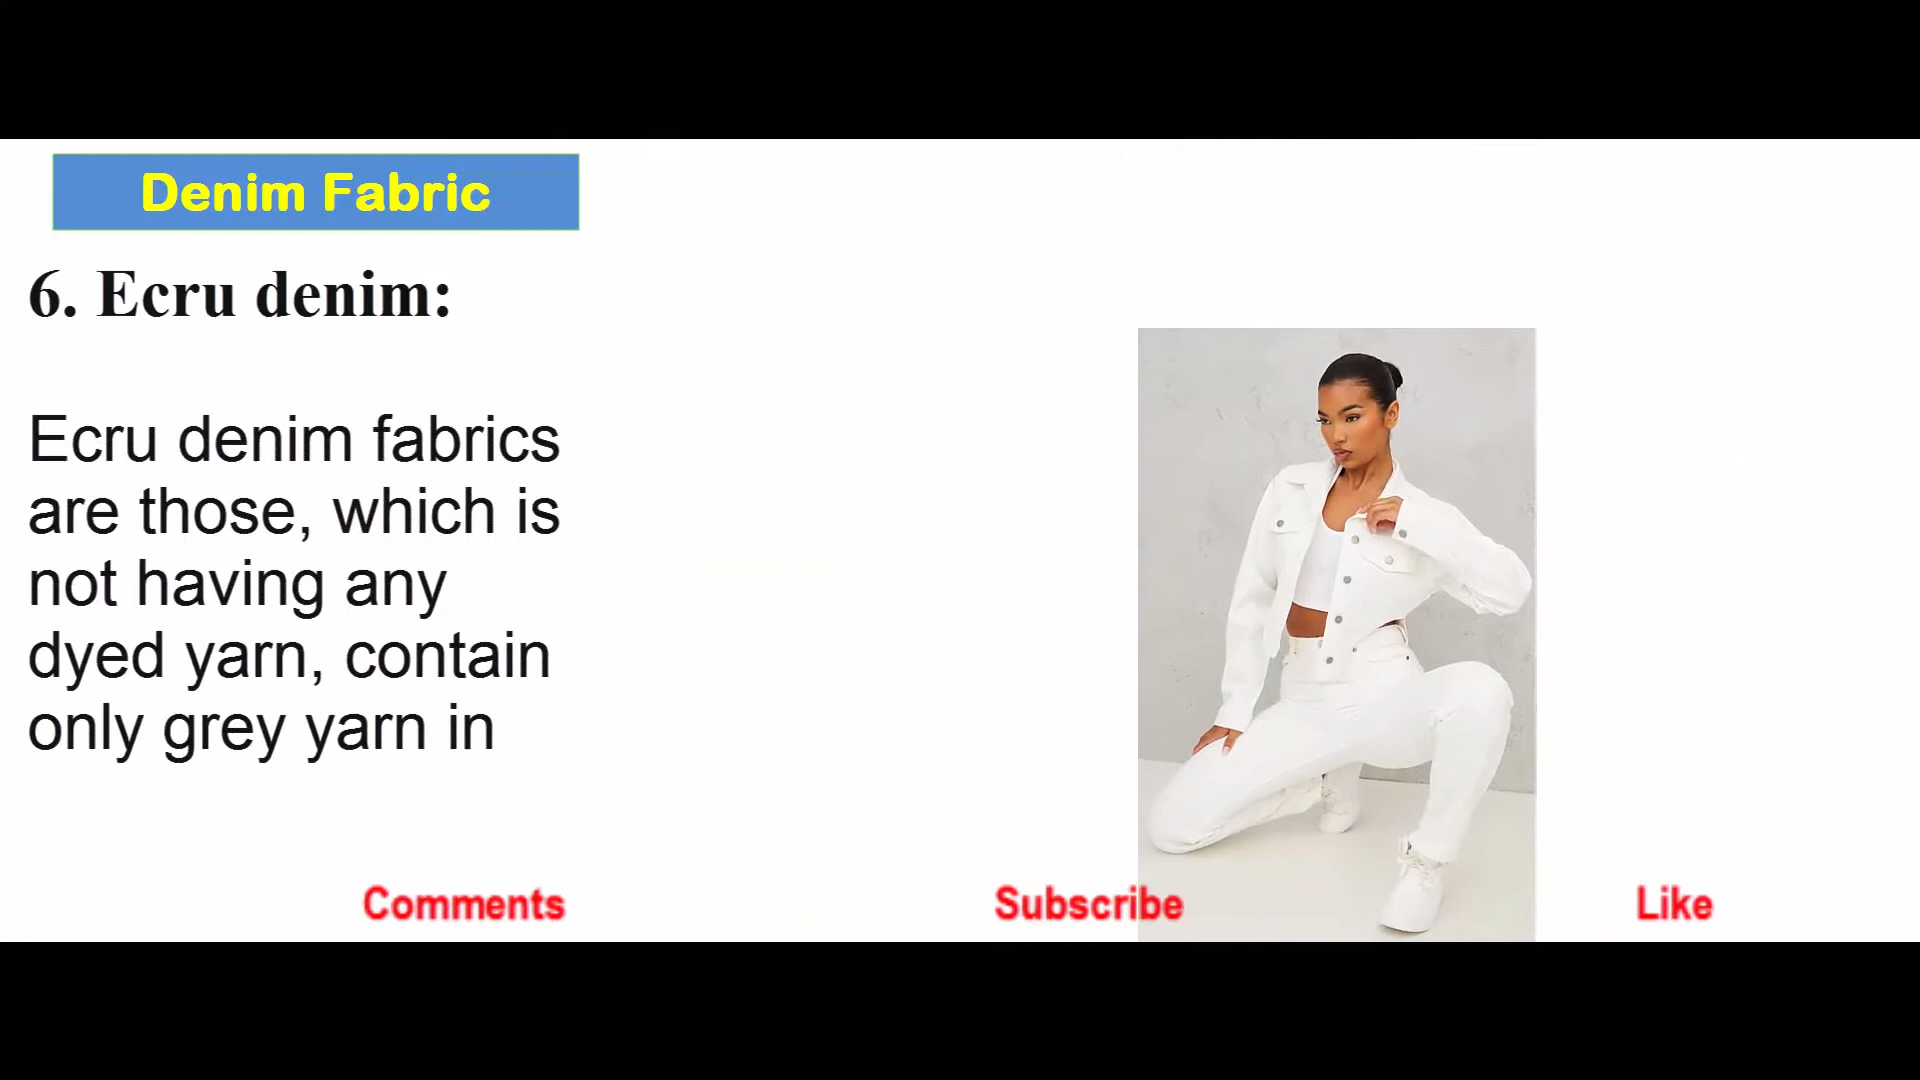 Denim Fabric
6. Ecru denim:
Ecru denim fabrics
are those, which is
not having any
dyed yarn, contain
only grey yarn in
Comments
Subscribe
Like